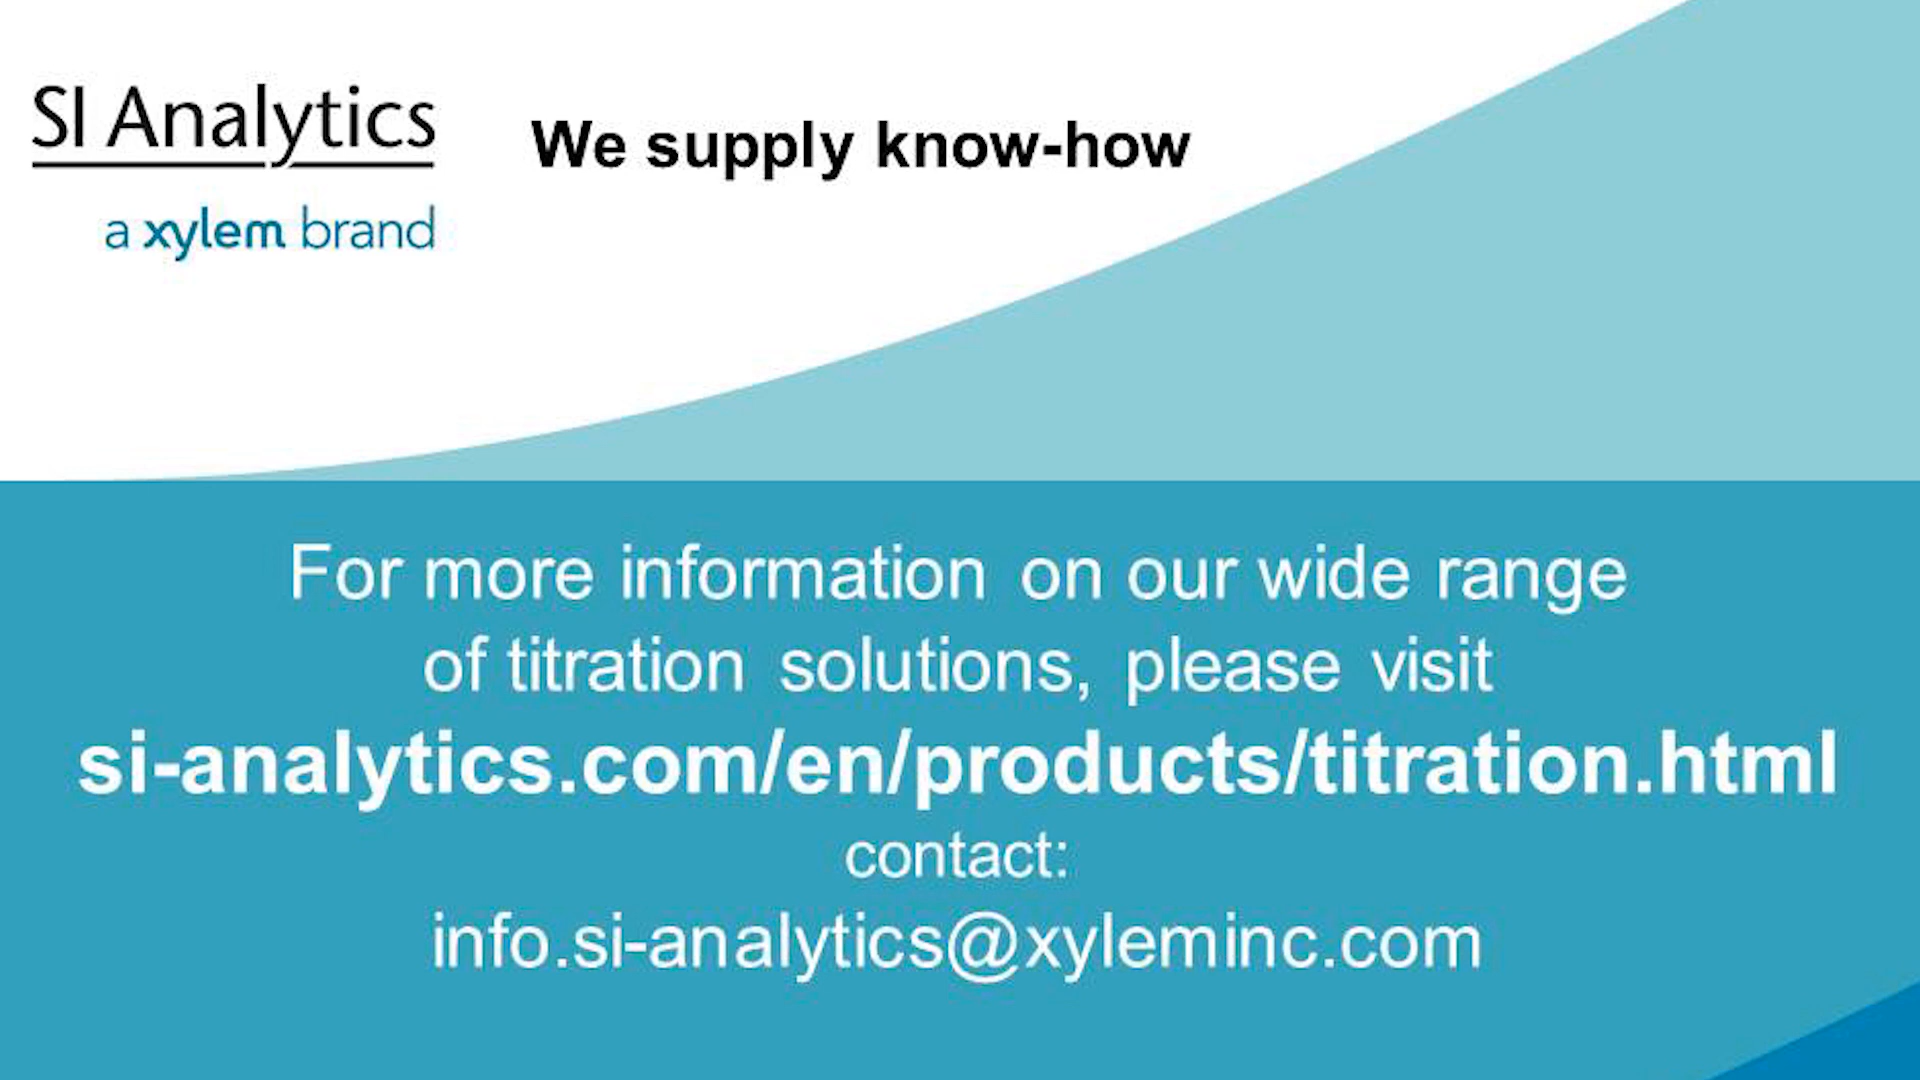 SI Analytics
a xylem brand
We supply know-how
For more information on our wide range
of titration solutions, please visit
si-analytics.com/en/products/titration.html
contact:
info.si-analytics@xyleminc.com